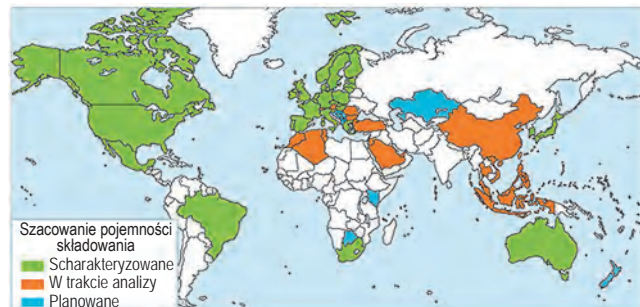 Szacowanie pojemności
składowania
Scharakteryzowane
W trakcie analizy
Planowane